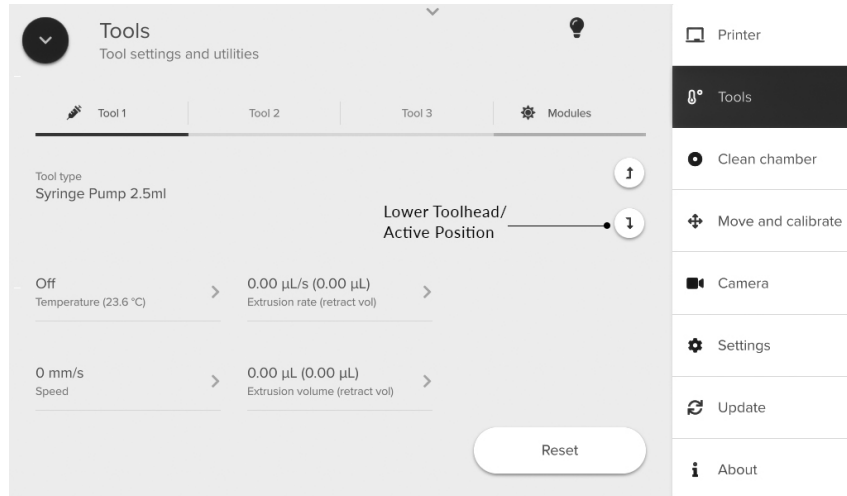 Tools
Tool settings and utilities
Tool 1
Tool 2
Tool 3
Modules
Tool type
Syringe Pump 2.5ml
Lower Toolhead/
Active Position
Off
Temperature (23.6 °C)
0.00 µL/s (0.00 µL)
Extrusion rate (retract vol)
0 mm/s
Speed
0.00 µL (0.00 µL)
Extrusion volume (retract vol)
Reset
Printer
Tools
Clean chamber
Move and calibrate
Camera
Settings
Update
About